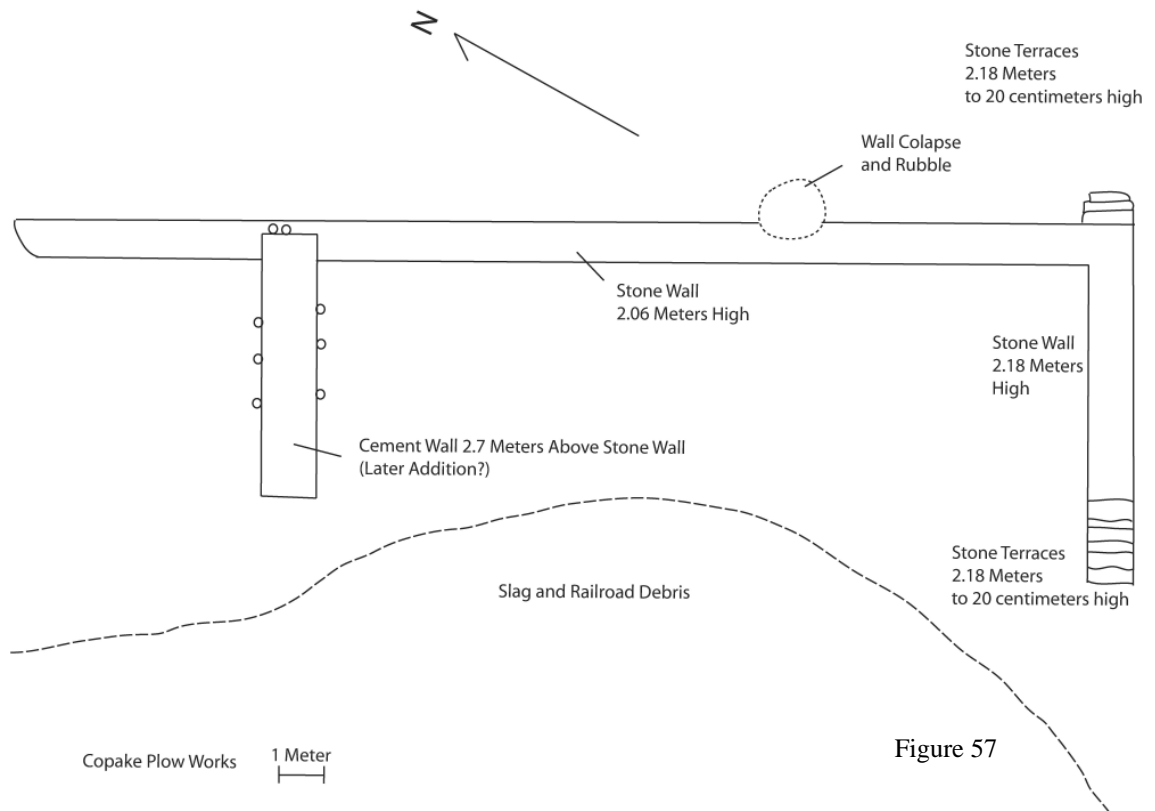 N
Stone Terraces
2.18 Meters
to 20 centimeters high
Wall Colapse
and Rubble
Stone Wall
2.06 Meters High
Stone Wall
2.18 Meters
High
Cement Wall 2.7 Meters Above Stone Wall
(Later Addition?)
Stone Terraces
2.18 Meters
to 20 centimeters high
Slag and Railroad Debris
Copake Plow Works
1 Meter
Figure 57